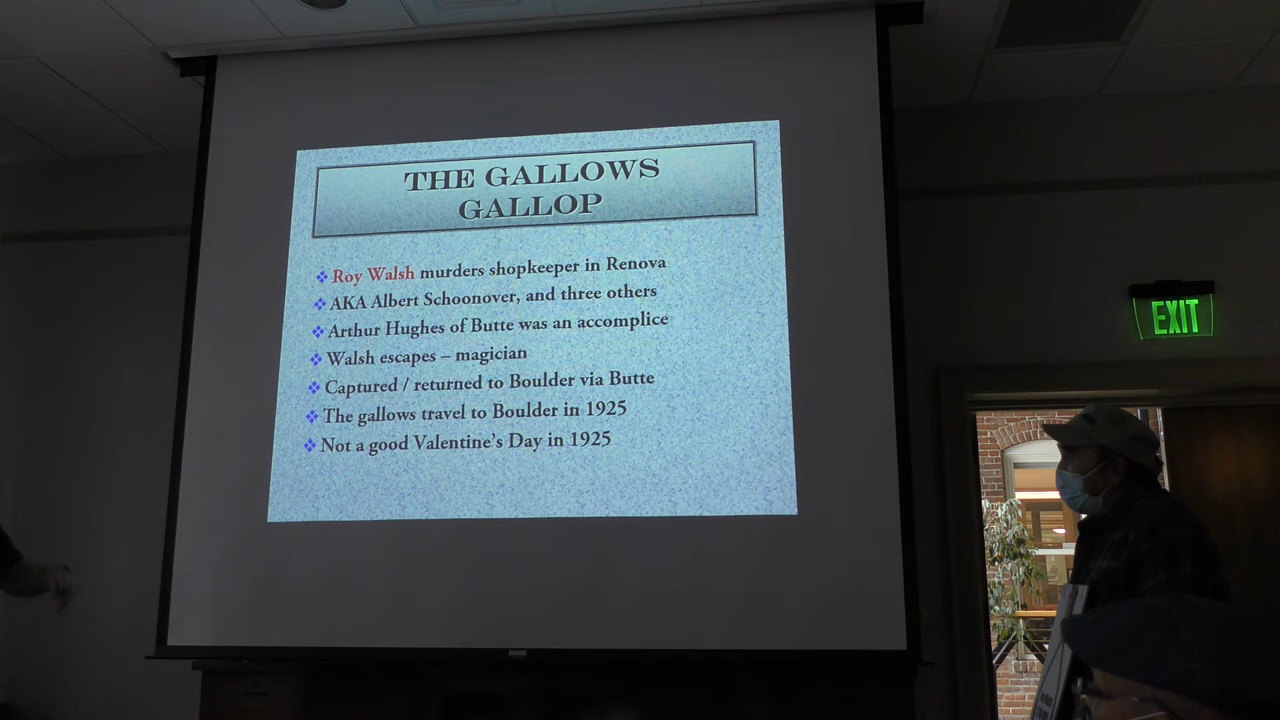 THE GALLOWS
GALLOP
Roy Walsh murders shopkeeper in Renova
AKA Albert Schoonover, and three others
Arthur Hughes of Butte was an accomplice
Walsh escapes – magician
Captured / returned to Boulder via Butte
The gallows travel to Boulder in 1925
Not a good Valentine's Day in 1925
EXIT